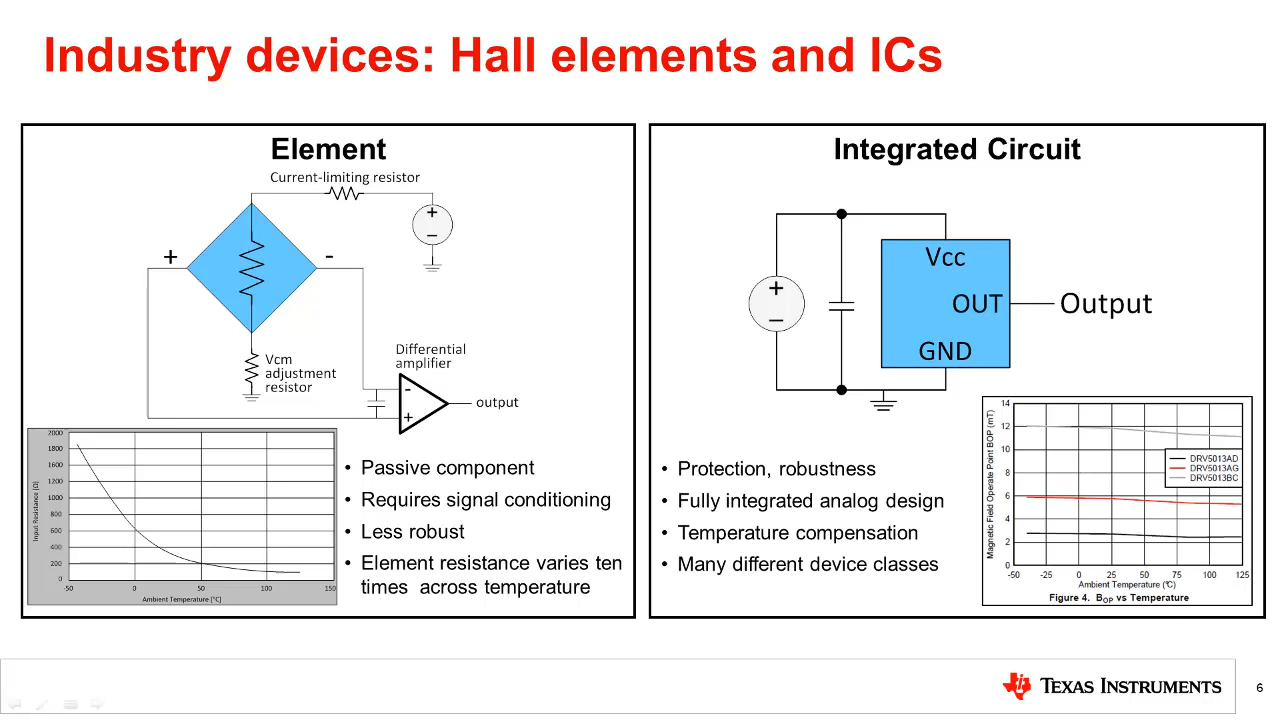 Industry devices: Hall elements and ICs
Element
Current-limiting resistor
+
−
+
-
Vcm
adjustment
resistor
Differential
amplifier
-
+
output
2000
1800
1600
1200
1000
800
600
400
200
0
-50
0
50
100
150
Input Resistance (Ω)
Ambient Temperature (°C)
• Passive component
• Requires signal conditioning
• Less robust
• Element resistance varies ten
times across temperature
Integrated Circuit
+
−
Vcc
OUT
GND
Output
• Protection, robustness
• Fully integrated analog design
• Temperature compensation
• Many different device classes
14
12
10
8
6
4
2
0
-50
-25
0
25
50
75
100
125
Magnetic Field Operate Point BOP (mT)
DRV5013AD
DRV5013AG
DRV5013BC
Ambient Temperature (°C)
Figure 4. BOP vs Temperature
TEXAS INSTRUMENTS
6